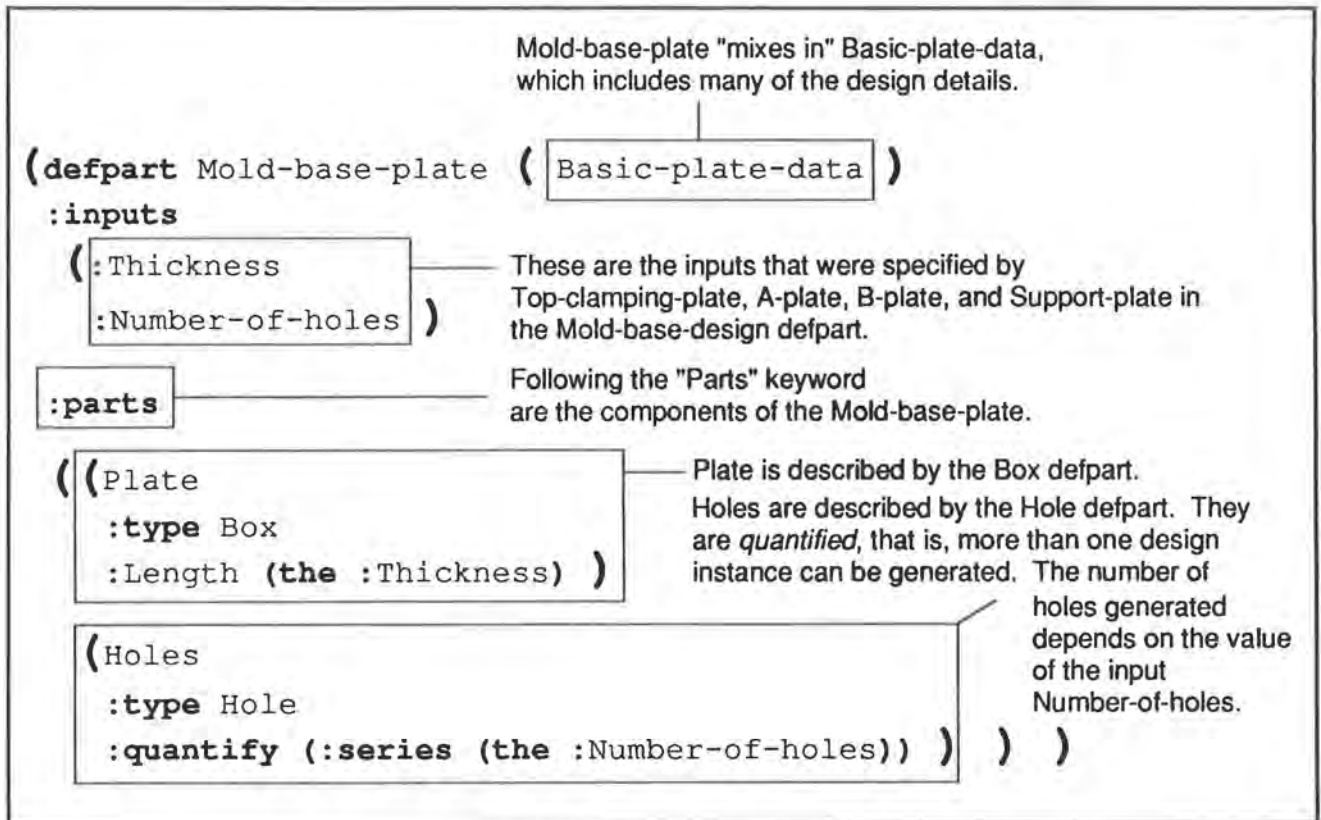 Mold-base-plate "mixes in" Basic-plate-data,
which includes many of the design details.
(defpart Mold-base-plate ( Basic-plate-data )
:inputs
(:Thickness
:Number-of-holes )
These are the inputs that were specified by
Top-clamping-plate, A-plate, B-plate, and Support-plate in
the Mold-base-design defpart.
:parts
Following the "Parts" keyword
are the components of the Mold-base-plate.
((Plate
:type Box
:Length (the :Thickness) )
Plate is described by the Box defpart.
Holes are described by the Hole defpart. They
are quantified, that is, more than one design
instance can be generated. The number of
holes generated
depends on the value
of the input
Number-of-holes.
(Holes
:type Hole
:quantify (:series (the :Number-of-holes)) ) ) )